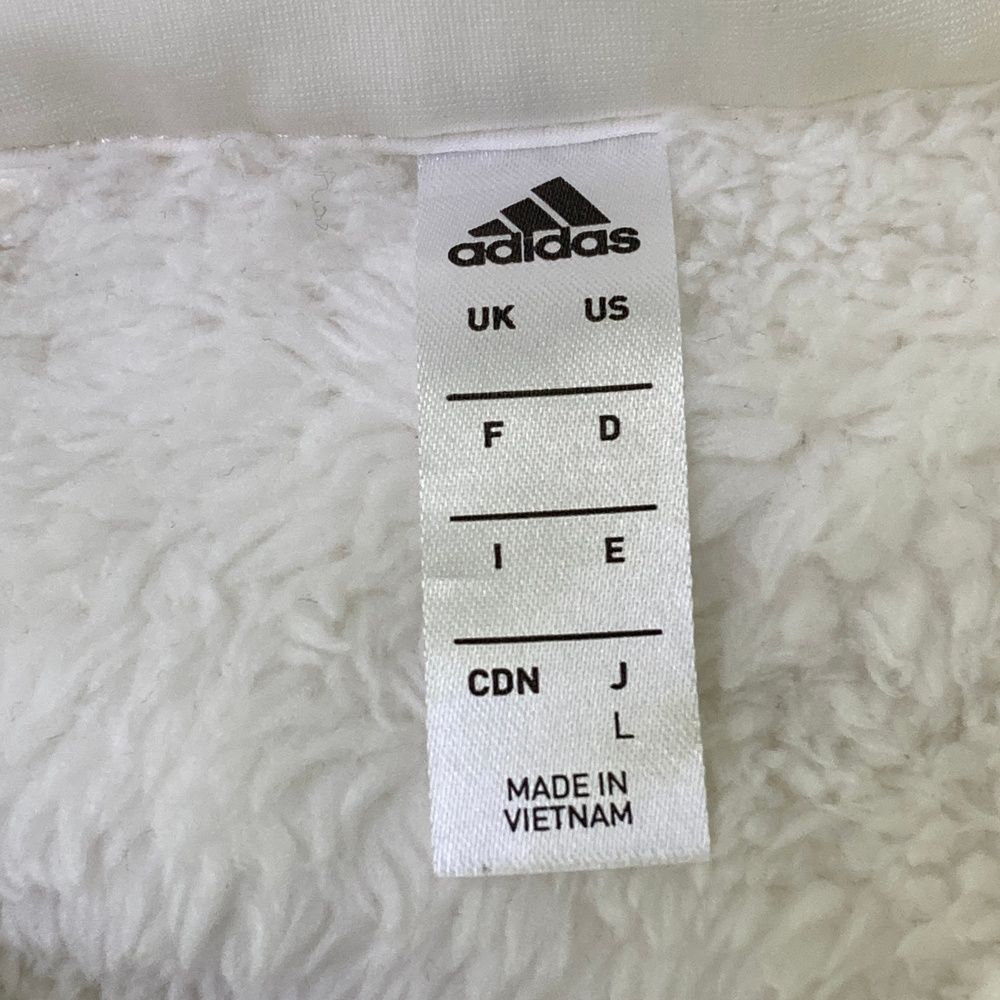 adidas
UK US
F D
I E
CDN J
L
MADE IN
VIETNAM